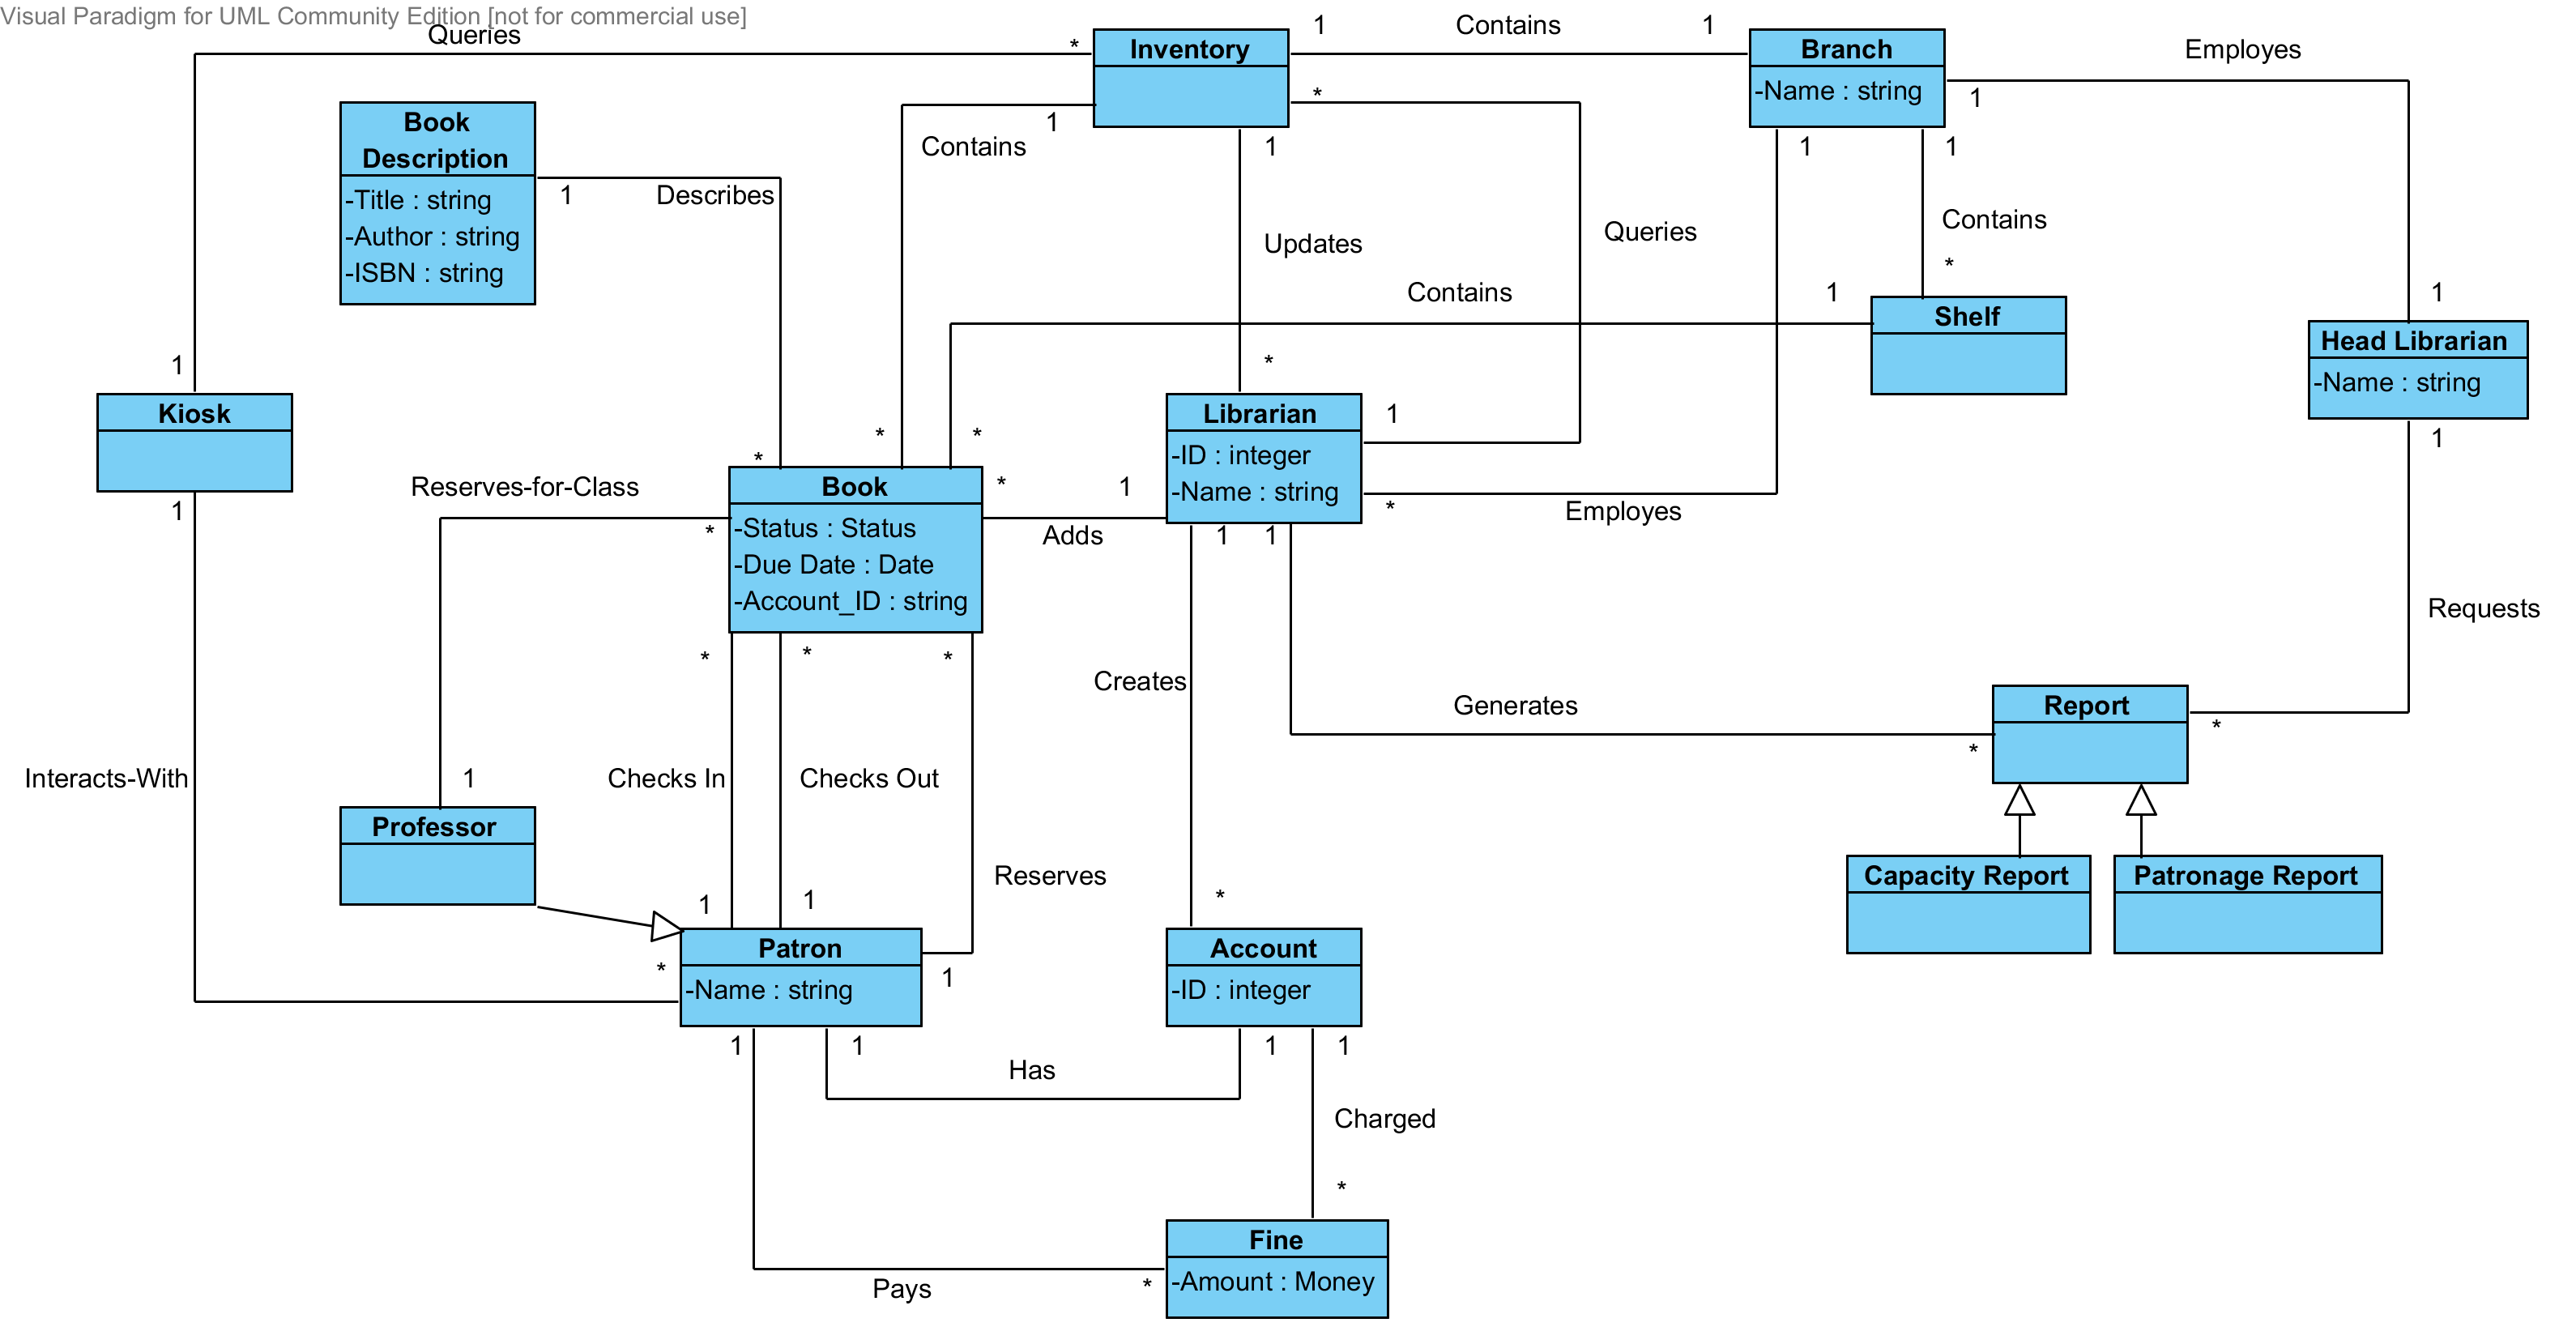 Visual Paradigm for UML Community Edition [not for commercial use]
Queries
*
Inventory
1
Contains
1
Branch
-Name : string
Employes
1
Book
Description
-Title : string
-Author : string
-ISBN : string
1
Describes
Contains
1
*
1
1
1
Updates
Queries
Contains
*
Contains
1
Shelf
1
Head Librarian
-Name : string
1
1
Kiosk
1
*
*
*
*
Librarian
-ID : integer
-Name : string
1
*
Employes
Reserves-for-Class
*
Book
-Status : Status
-Due Date : Date
-Account_ID : string
*
1
Adds
1
1
*
*
*
Creates
Generates
Requests
Report
*
*
Interacts-With
1
Checks In
Checks Out
Professor
Reserves
1
1
*
Capacity Report
Patronage Report
*
Patron
-Name : string
1
Account
-ID : integer
1
1
Has
1
1
Charged
*
Pays
*
Fine
-Amount : Money